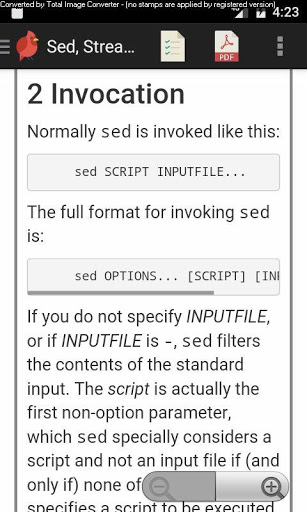 Converted by Total Image Converter - (no stamps are applied by registered version)
4:23
Sed, Strea...
PDF
2 Invocation
Normally sed is invoked like this:
sed SCRIPT INPUTFILE...
The full format for invoking sed
is:
sed OPTIONS... [SCRIPT] [INI
If you do not specify INPUTFILE,
or if INPUTFILE is -, sed filters
the contents of the standard
input. The script is actually the
first non-option parameter,
which sed specially considers a
script and not an input file if (and
only if) none of
specifies a script to be executed